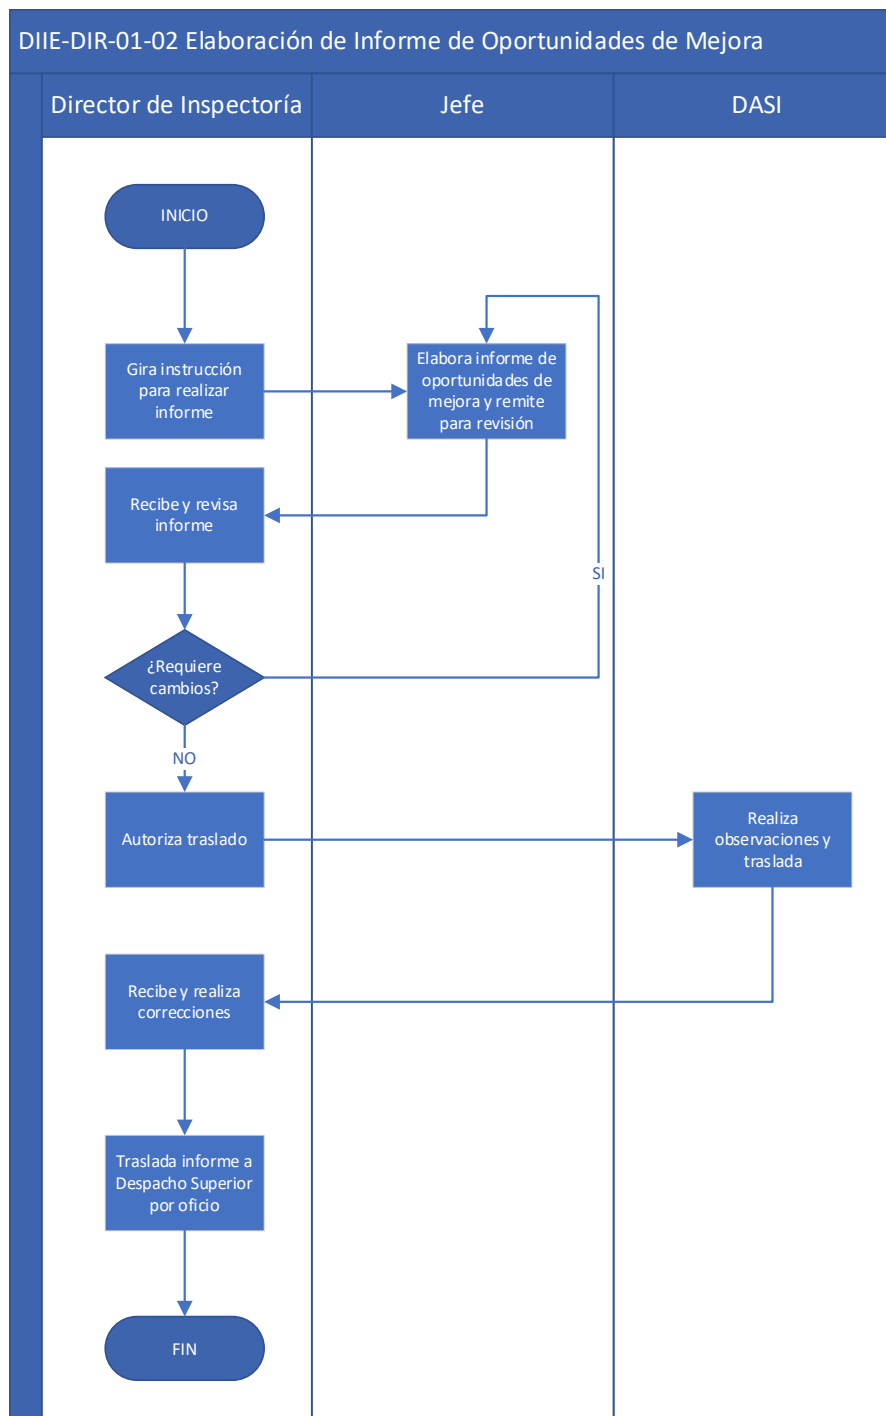 DIIE-DIR-01-02 Elaboración de Informe de Oportunidades de Mejora
Director de Inspectoría
Jefe
DASI
INICIO
Gira instrucción
para realizar
informe
Elabora informe de
oportunidades de
mejora y remite
para revisión
Recibe y revisa
informe
SI
¿Requiere
cambios?
NO
Autoriza traslado
Realiza
observaciones y
traslada
Recibe y realiza
correcciones
Traslada informe a
Despacho Superior
por oficio
FIN